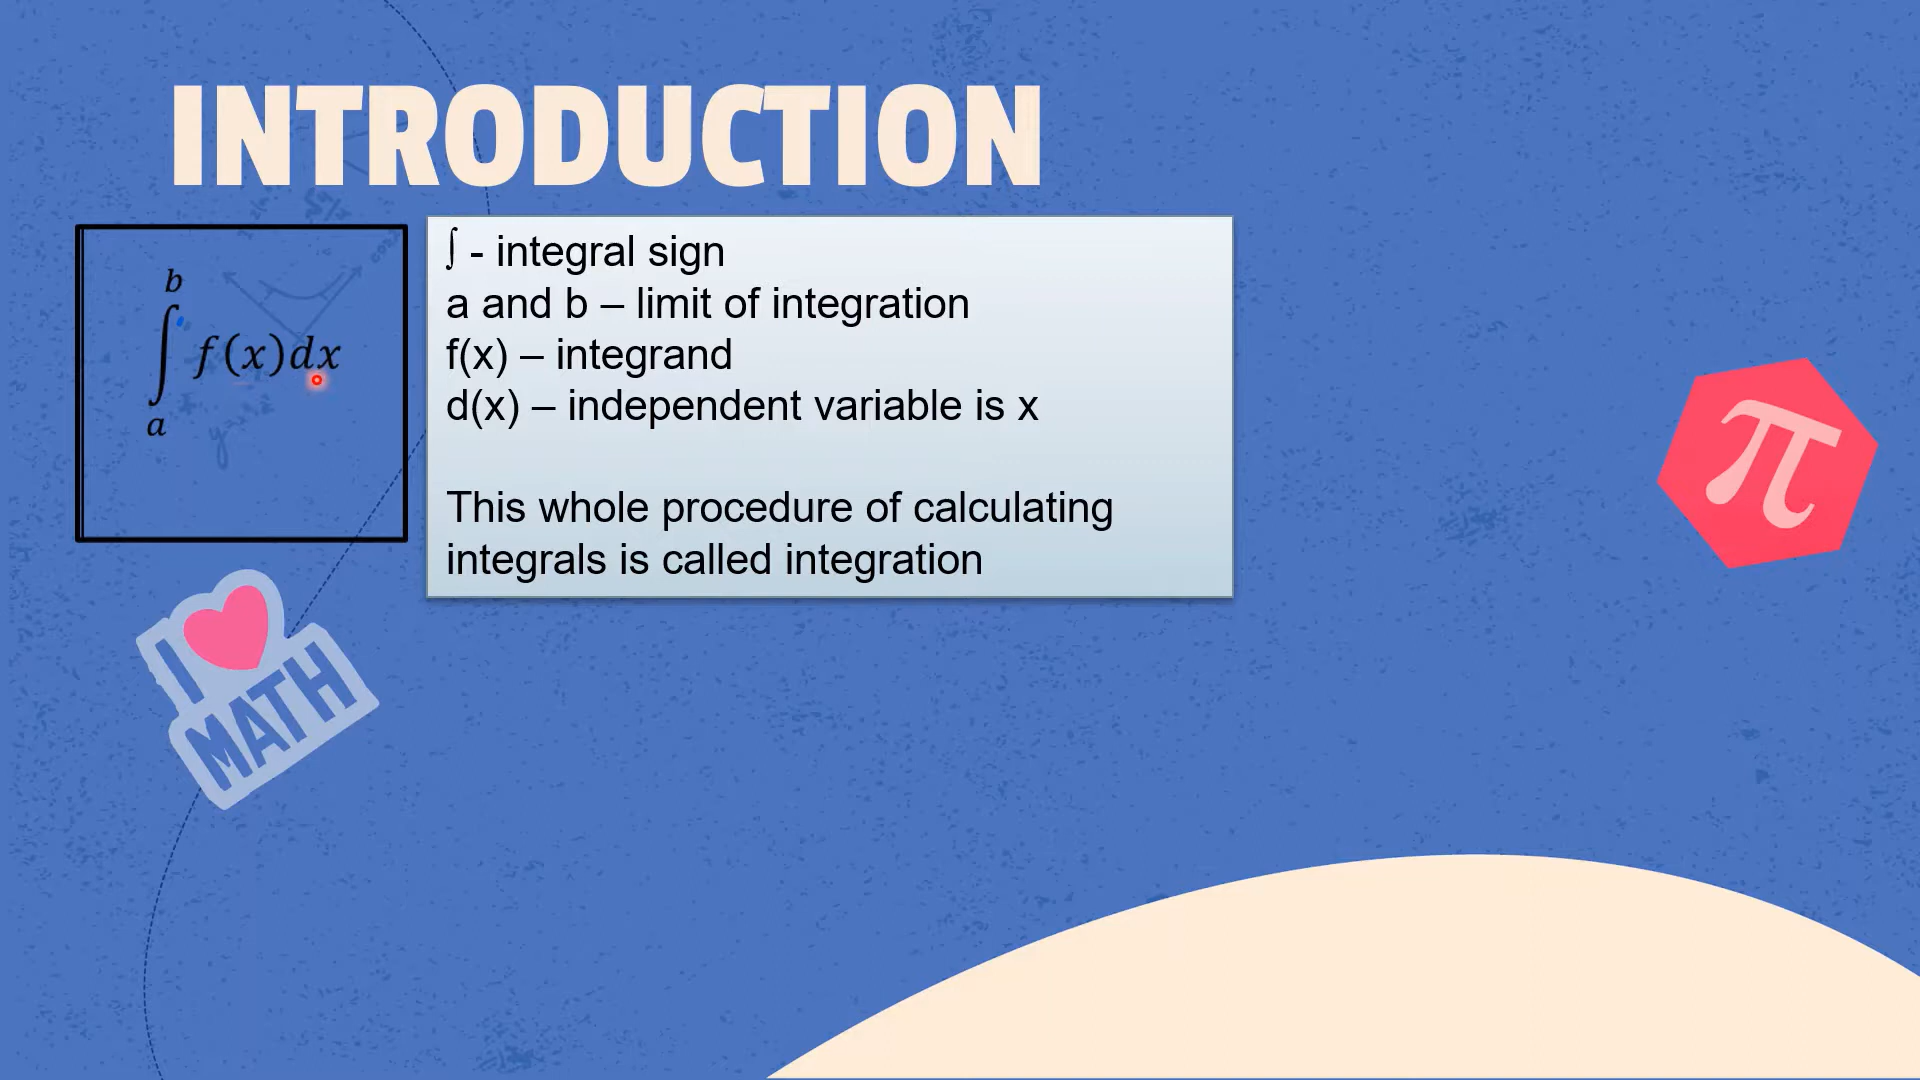 INTRODUCTION
b
∫ f(x)dx
a
y=
∫ - integral sign
a and b – limit of integration
f(x) – integrand
d(x) – independent variable is x
This whole procedure of calculating
integrals is called integration
I
MATH
π